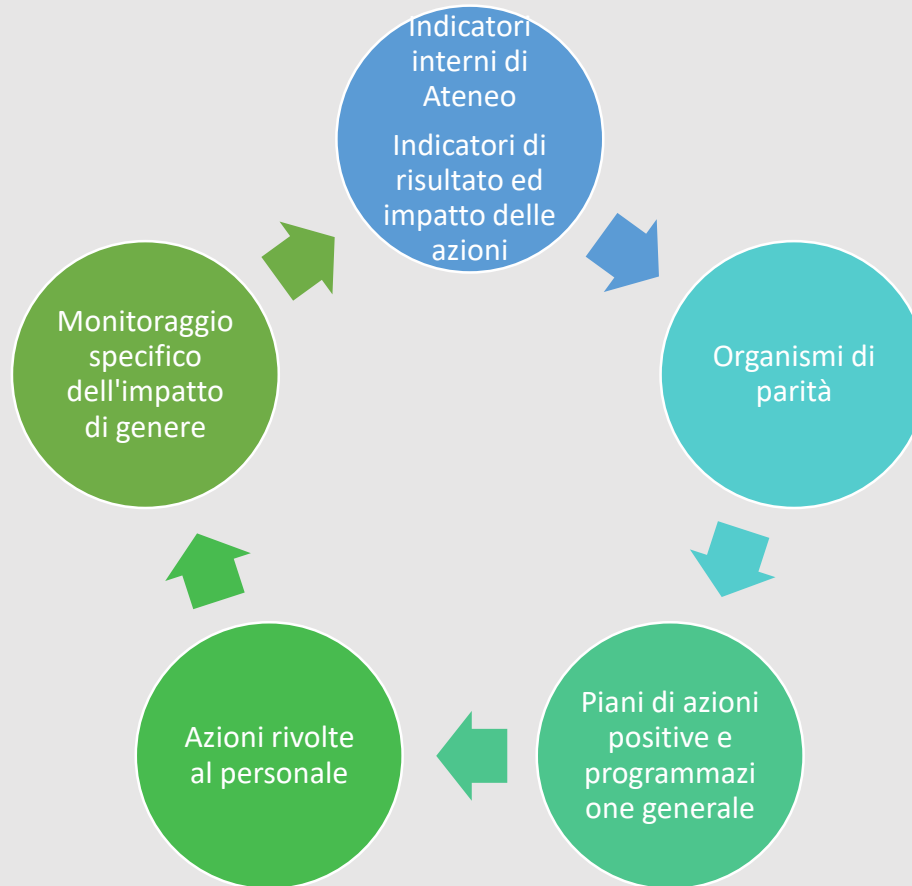 Indicatori
interni di
Ateneo
Indicatori di
risultato ed
impatto delle
azioni
Organismi di
parità
Piani di azioni
positive e
programmazi
one generale
Azioni rivolte
al personale
Monitoraggio
specifico
dell'impatto
di genere